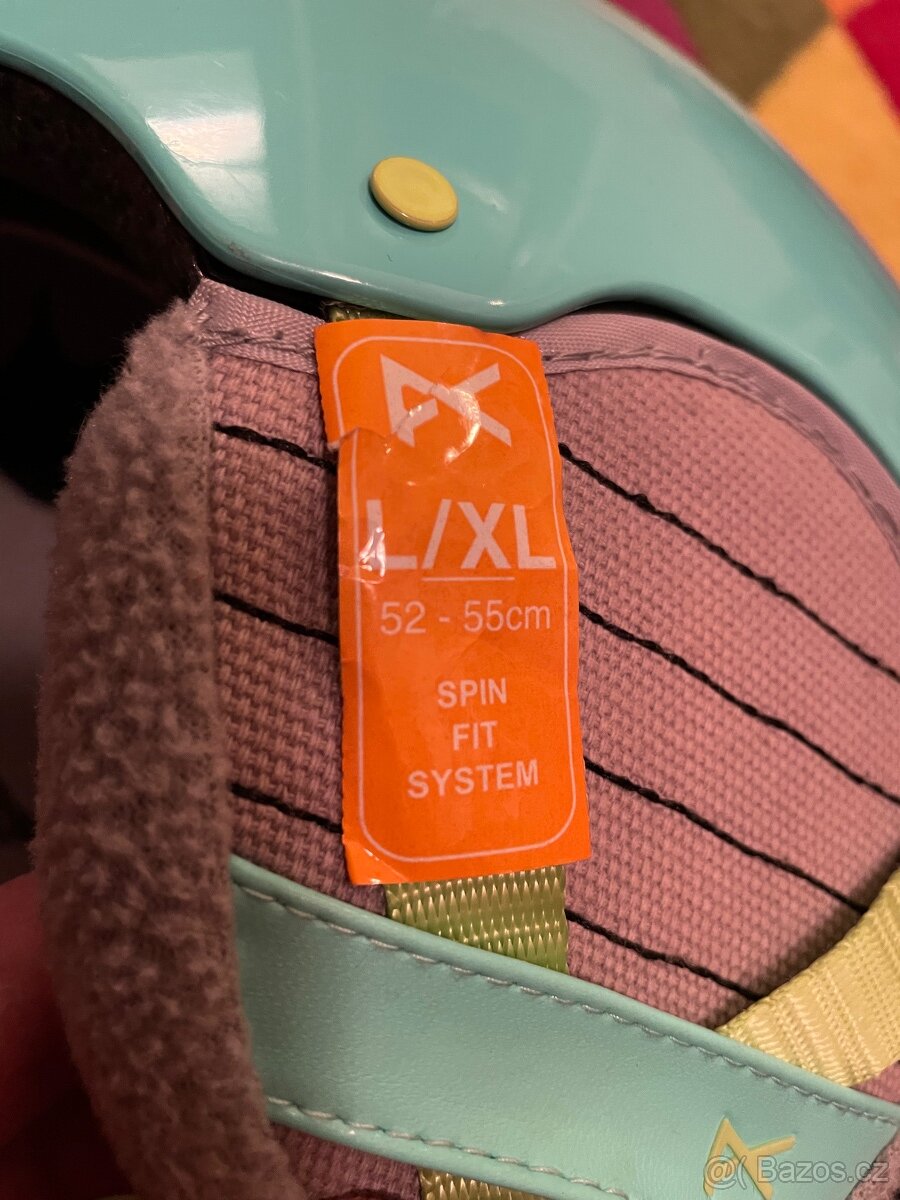 L/XL
52 - 55cm
SPIN
FIT
SYSTEM
@ Bazos.cz